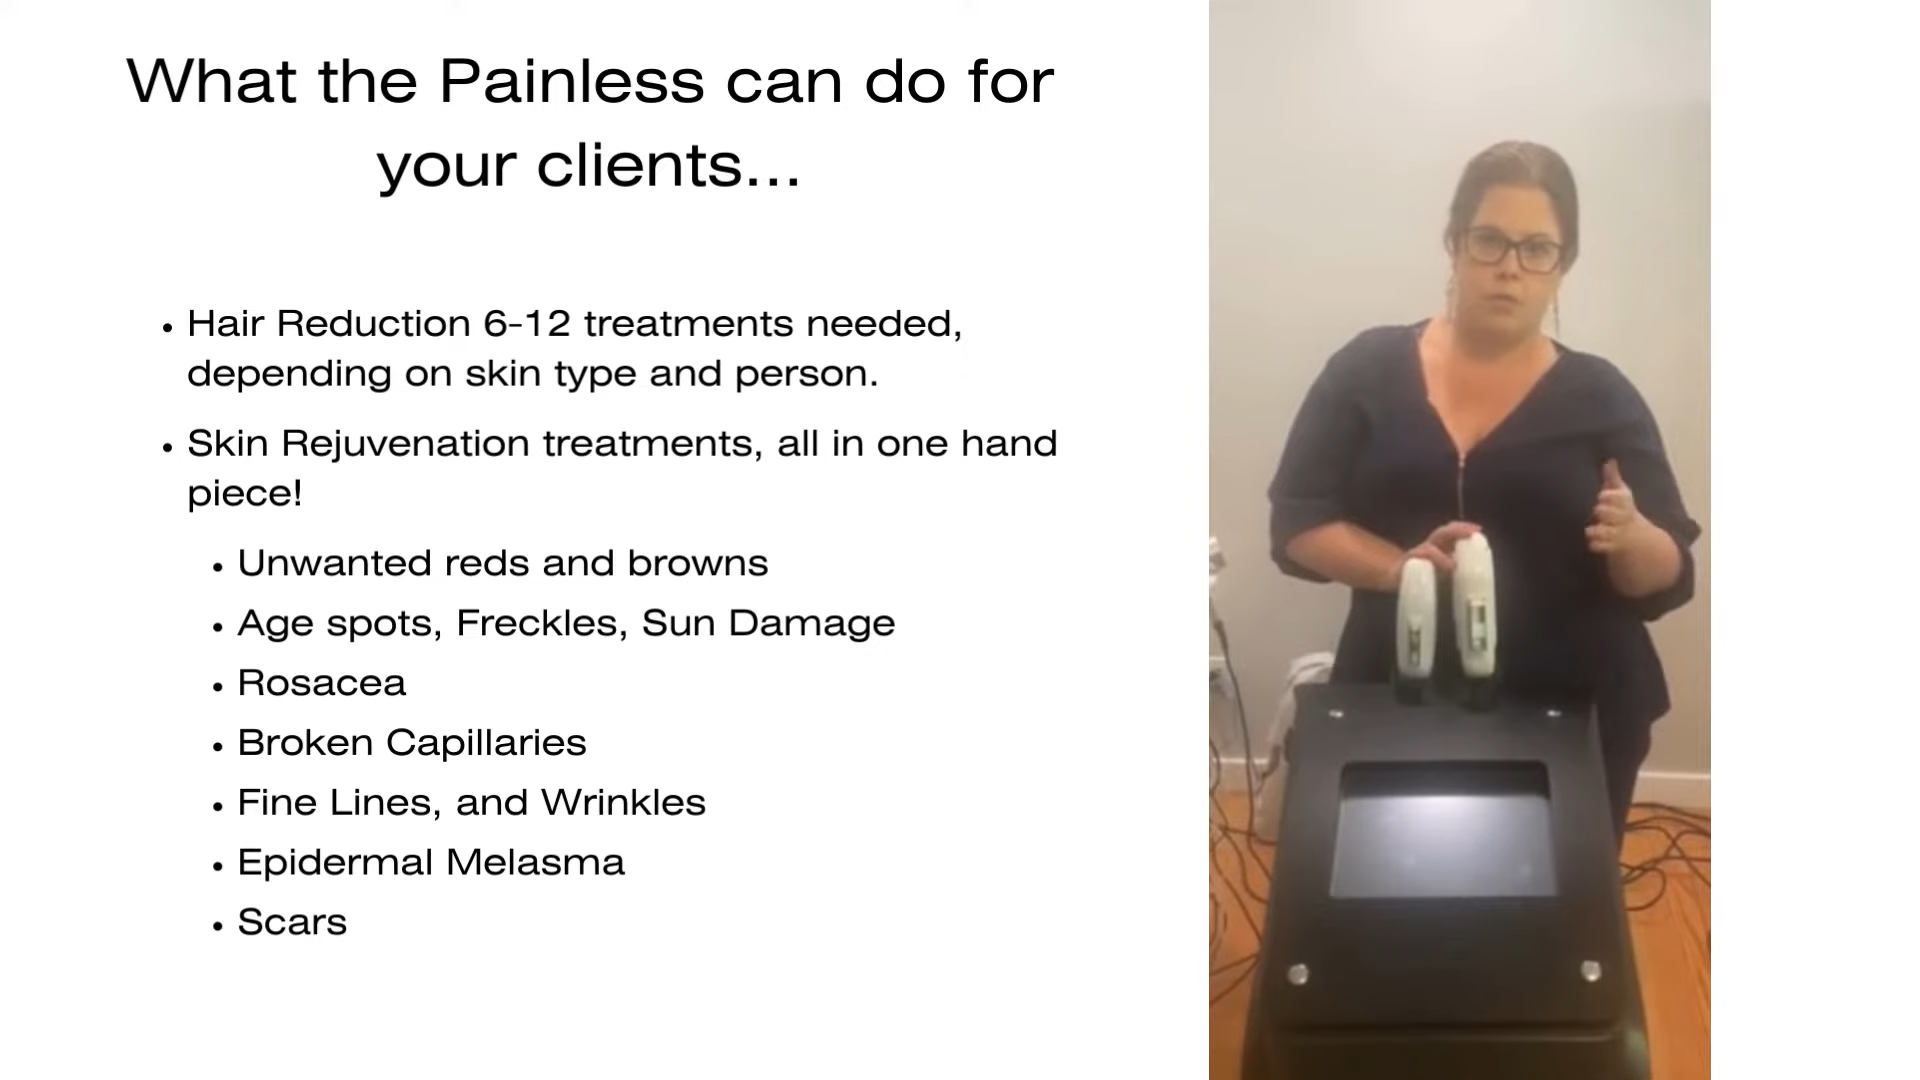 What the Painless can do for
your clients...
• Hair Reduction 6-12 treatments needed,
depending on skin type and person.
• Skin Rejuvenation treatments, all in one hand
piece!
• Unwanted reds and browns
• Age spots, Freckles, Sun Damage
• Rosacea
• Broken Capillaries
• Fine Lines, and Wrinkles
• Epidermal Melasma
• Scars